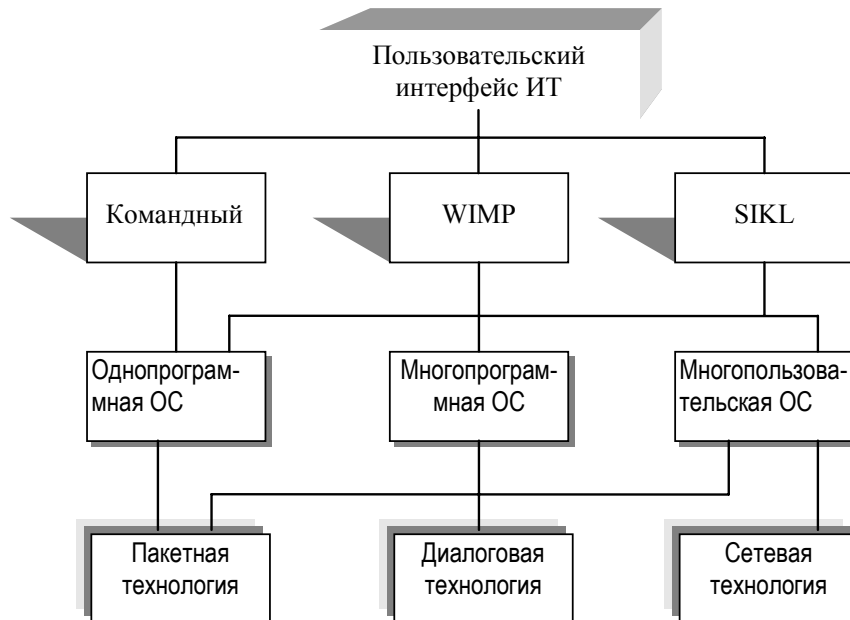 Пользовательский
интерфейс ИТ
Командный
WIMP
SIKL
Однопрограм-
мная ОС
Многопрограм-
мная ОС
Многопользова-
тельская ОС
Пакетная
технология
Диалоговая
технология
Сетевая
технология